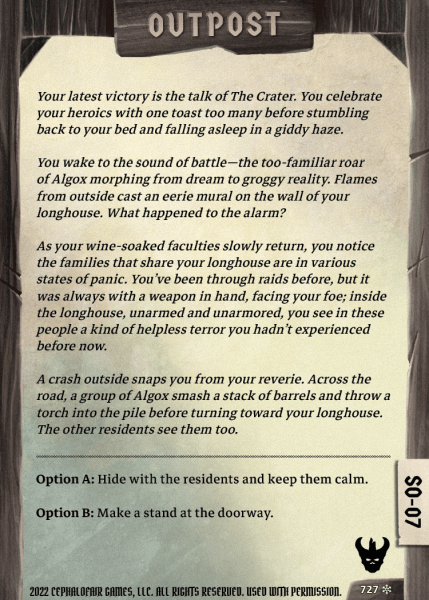 OUTPOST
Your latest victory is the talk of The Crater. You celebrate
your heroics with one toast too many before stumbling
back to your bed and falling asleep in a giddy haze.
You wake to the sound of battle—the too-familiar roar
of Algox morphing from dream to groggy reality. Flames
from outside cast an eerie mural on the wall of your
longhouse. What happened to the alarm?
As your wine-soaked faculties slowly return, you notice
the families that share your longhouse are in various
states of panic. You've been through raids before, but it
was always with a weapon in hand, facing your foe; inside
the longhouse, unarmed and unarmored, you see in these
people a kind of helpless terror you hadn't experienced
before now.
A crash outside snaps you from your reverie. Across the
road, a group of Algox smash a stack of barrels and throw a
torch into the pile before turning toward your longhouse.
The other residents see them too.
Option A: Hide with the residents and keep them calm.
Option B: Make a stand at the doorway.
SO-07
2022 CEPHALOFAIR GAMES, LLC. ALL RIGHTS RESERVED. USED WITH PERMISSION.
727